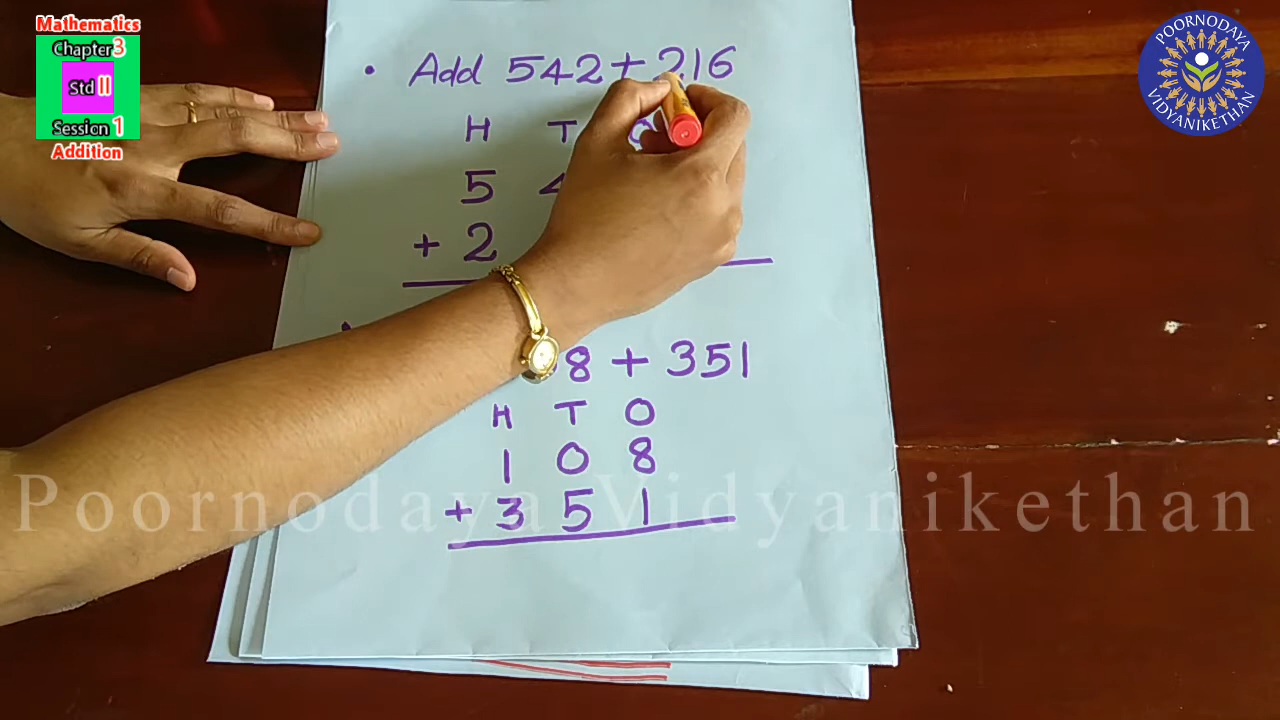 Mathematics
Chapter 3
Std II
Session 1
Addition
POORNODAYA
VIDYANIKETHAN
• Add 542 + 216
H T O
5 4
+ 2
8 + 351
H T O
1 0 8
+ 3 5 1
Poornodaya Vidyanikethan